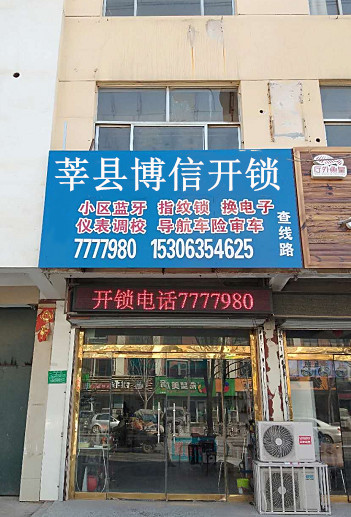 莘县博信开锁
小区蓝牙 指纹锁 换电子
仪表调校 导航车险审车
查线路
7777980 15306354625
开锁电话7777980